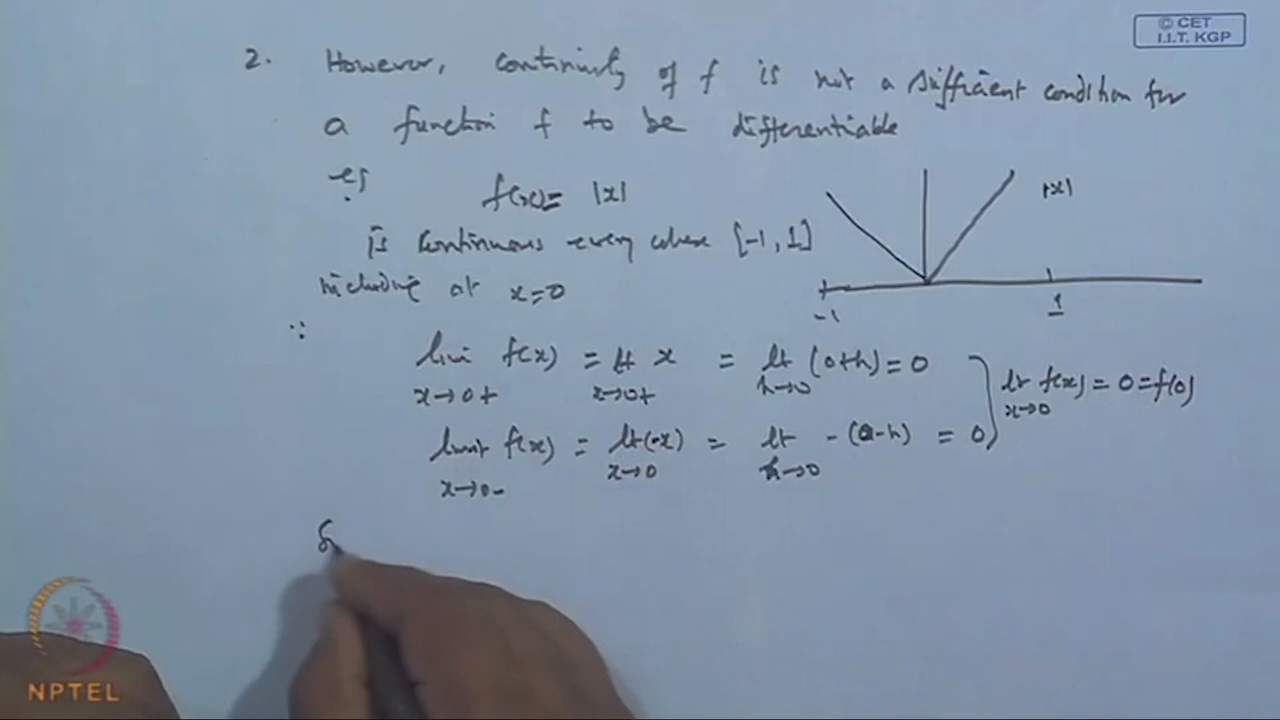 © CET
I.I.T. KGP
2. However, continuity of f is not a sufficient condition for
a function f to be differentiable
eg f(x) = |x|
|x|
is continuous every where [-1, 1]
including at x=0
-1 1
∵
lim f(x) = lt x = lt (0+h) = 0
x→0+ x→0+ h→0
lt f(x) = 0 = f(0)
x→0
limit f(x) = lt(-x) = lt -(0-h) = 0
x→0- x→0 h→0
NPTEL